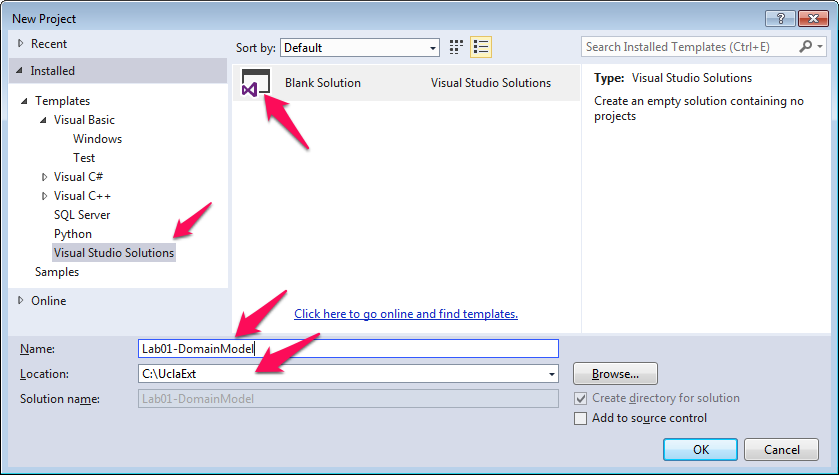 New Project
?
Recent
Installed
Templates
Visual Basic
Windows
Test
Visual C#
Visual C++
SQL Server
Python
Visual Studio Solutions
Samples
Online
Sort by: Default
Search Installed Templates (Ctrl+E)
Blank Solution Visual Studio Solutions
Click here to go online and find templates.
Type: Visual Studio Solutions
Create an empty solution containing no
projects
Name: Lab01-DomainModel
Location: C:\UclaExt
Browse...
Solution name: Lab01-DomainModel
Create directory for solution
Add to source control
OK Cancel